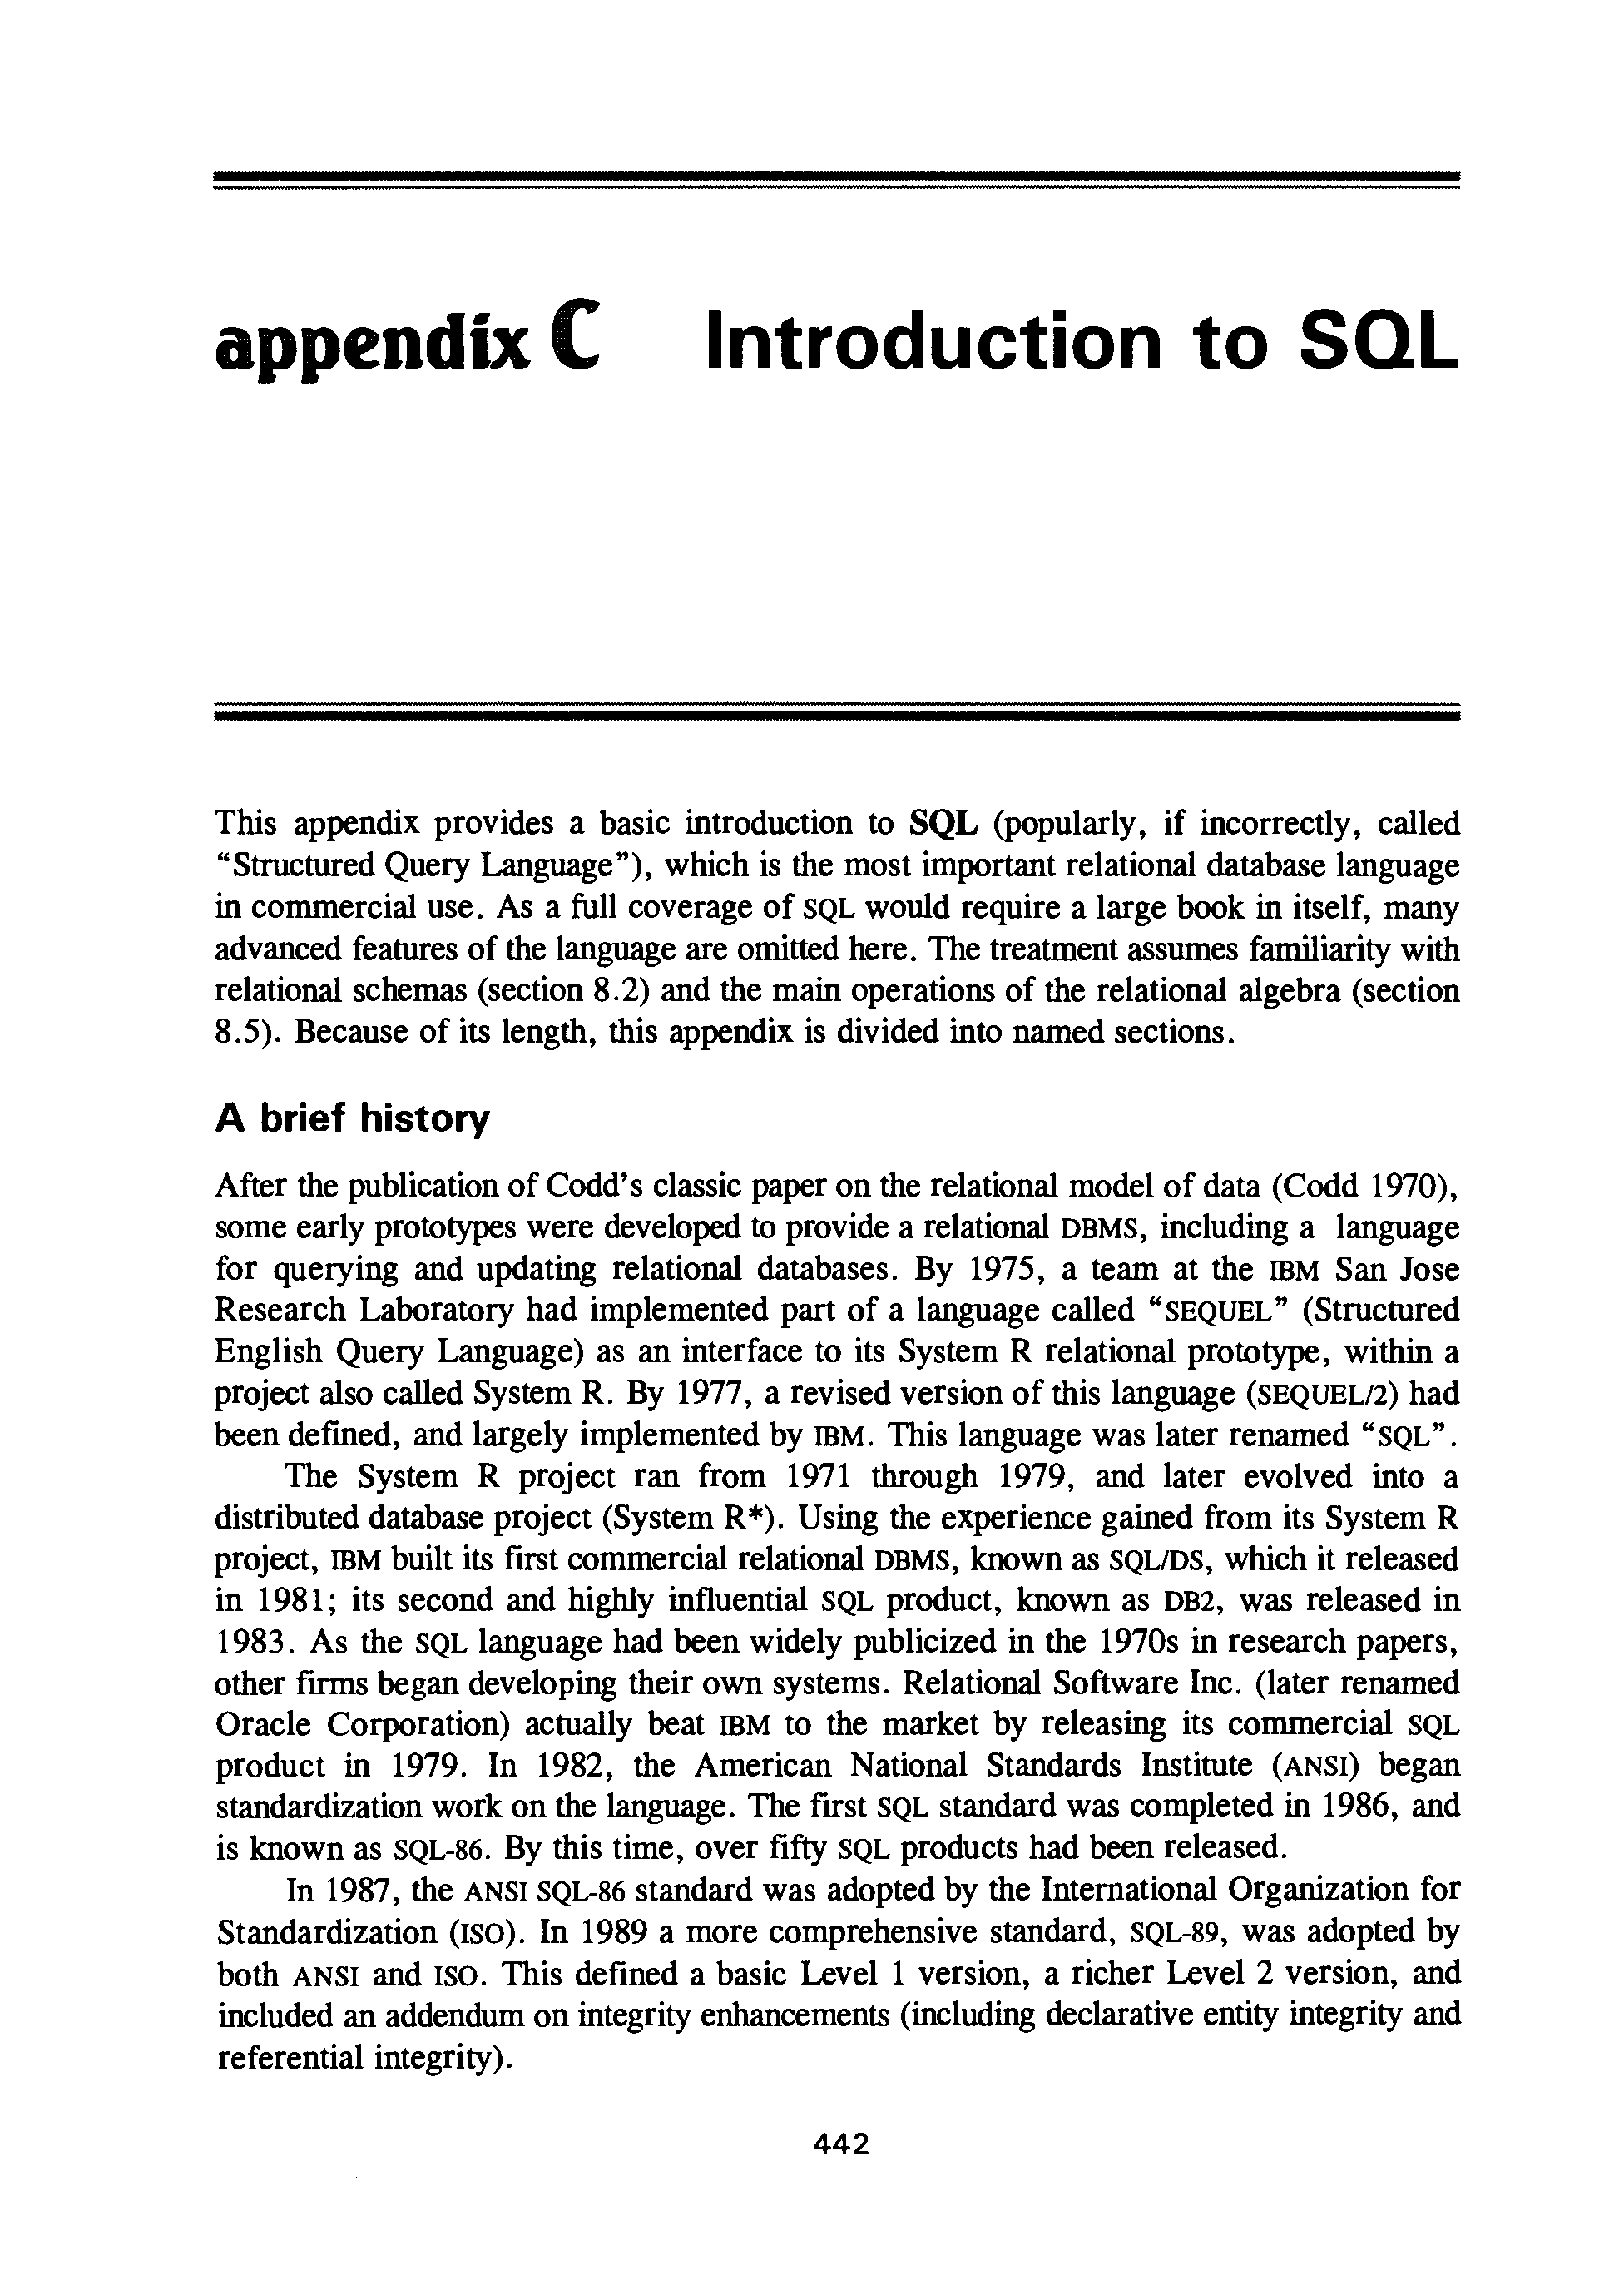 appendix C Introduction to SQL
This appendix provides a basic introduction to SQL (popularly, if incorrectly, called
“Structured Query Language”), which is the most important relational database language
in commercial use. As a full coverage of SQL would require a large book in itself, many
advanced features of the language are omitted here. The treatment assumes familiarity with
relational schemas (section 8.2) and the main operations of the relational algebra (section
8.5). Because of its length, this appendix is divided into named sections.
A brief history
After the publication of Codd’s classic paper on the relational model of data (Codd 1970),
some early prototypes were developed to provide a relational DBMS, including a language
for querying and updating relational databases. By 1975, a team at the IBM San Jose
Research Laboratory had implemented part of a language called “SEQUEL” (Structured
English Query Language) as an interface to its System R relational prototype, within a
project also called System R. By 1977, a revised version of this language (SEQUEL/2) had
been defined, and largely implemented by IBM. This language was later renamed “SQL”.
The System R project ran from 1971 through 1979, and later evolved into a
distributed database project (System R*). Using the experience gained from its System R
project, IBM built its first commercial relational DBMS, known as SQL/DS, which it released
in 1981; its second and highly influential SQL product, known as DB2, was released in
1983. As the SQL language had been widely publicized in the 1970s in research papers,
other firms began developing their own systems. Relational Software Inc. (later renamed
Oracle Corporation) actually beat IBM to the market by releasing its commercial SQL
product in 1979. In 1982, the American National Standards Institute (ANSI) began
standardization work on the language. The first SQL standard was completed in 1986, and
is known as SQL-86. By this time, over fifty SQL products had been released.
In 1987, the ANSI SQL-86 standard was adopted by the International Organization for
Standardization (ISO). In 1989 a more comprehensive standard, SQL-89, was adopted by
both ANSI and ISO. This defined a basic Level 1 version, a richer Level 2 version, and
included an addendum on integrity enhancements (including declarative entity integrity and
referential integrity).
442